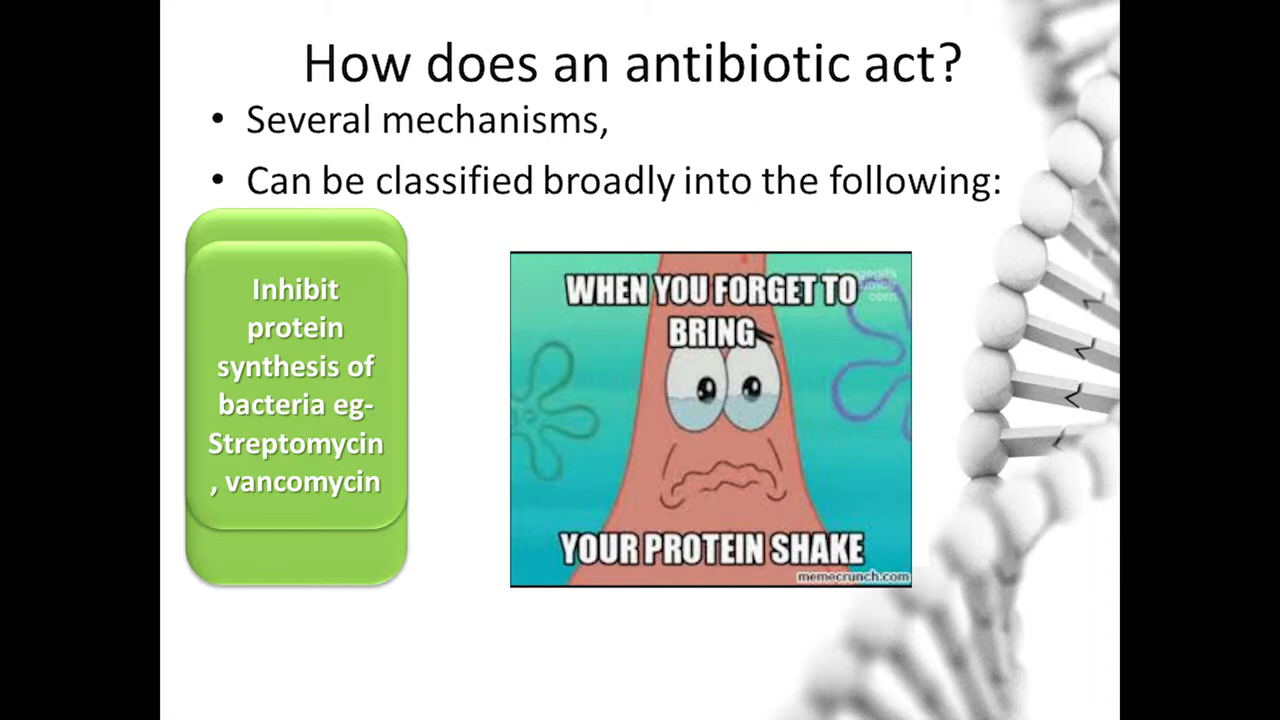 How does an antibiotic act?
• Several mechanisms,
• Can be classified broadly into the following:
Inhibit
protein
synthesis of
bacteria eg-
Streptomycin
, vancomycin
WHEN YOU FORGET TO
BRING
YOUR PROTEIN SHAKE
memecrunch.com